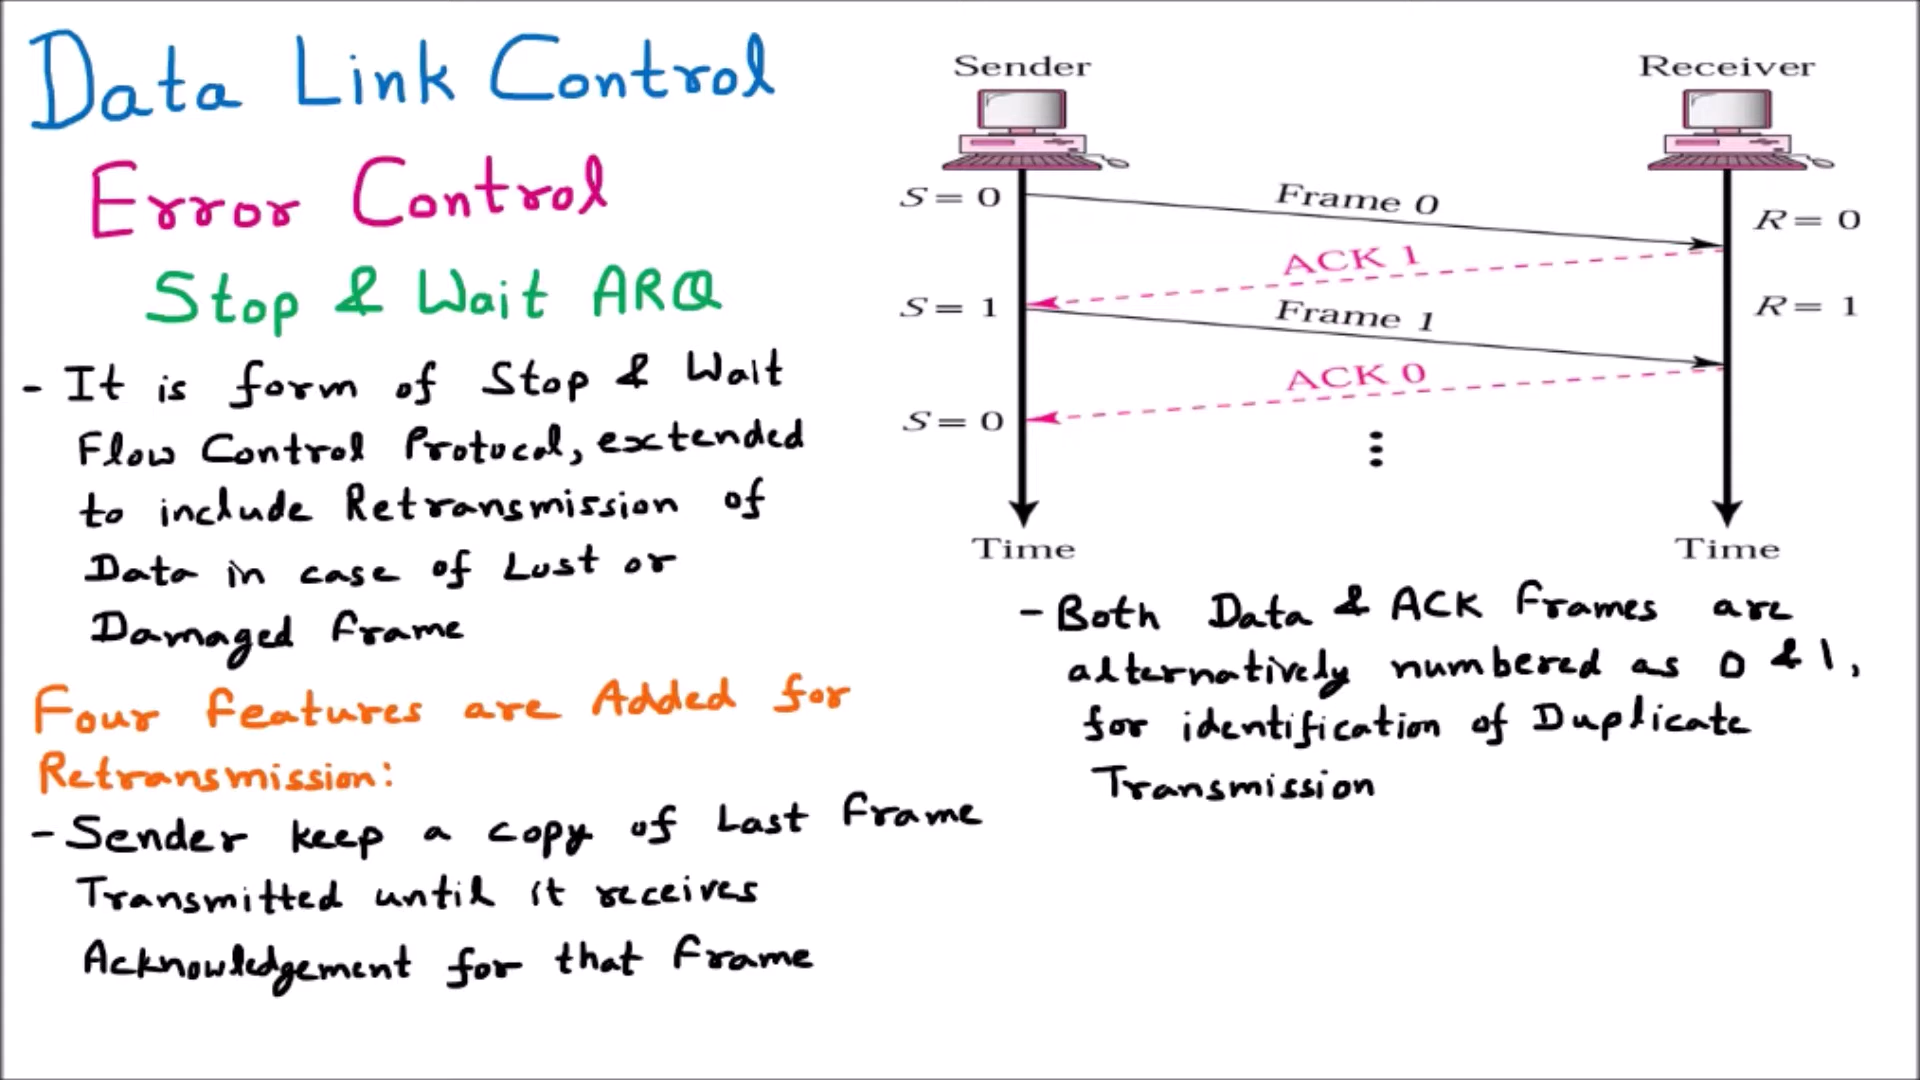 Data Link Control
Error Control
Stop & Wait ARQ
- It is form of Stop & Wait
Flow Control Protocol, extended
to include Retransmission of
Data in case of Lost or
Damaged Frame
Four Features are Added for
Retransmission:
- Sender keep a copy of Last Frame
Transmitted until it receives
Acknowledgement for that Frame
Sender
Receiver
S = 0
Frame 0
R = 0
ACK 1
S = 1
Frame 1
R = 1
ACK 0
S = 0
Time
Time
- Both Data & ACK Frames are
alternatively numbered as 0 & 1,
for identification of Duplicate
Transmission